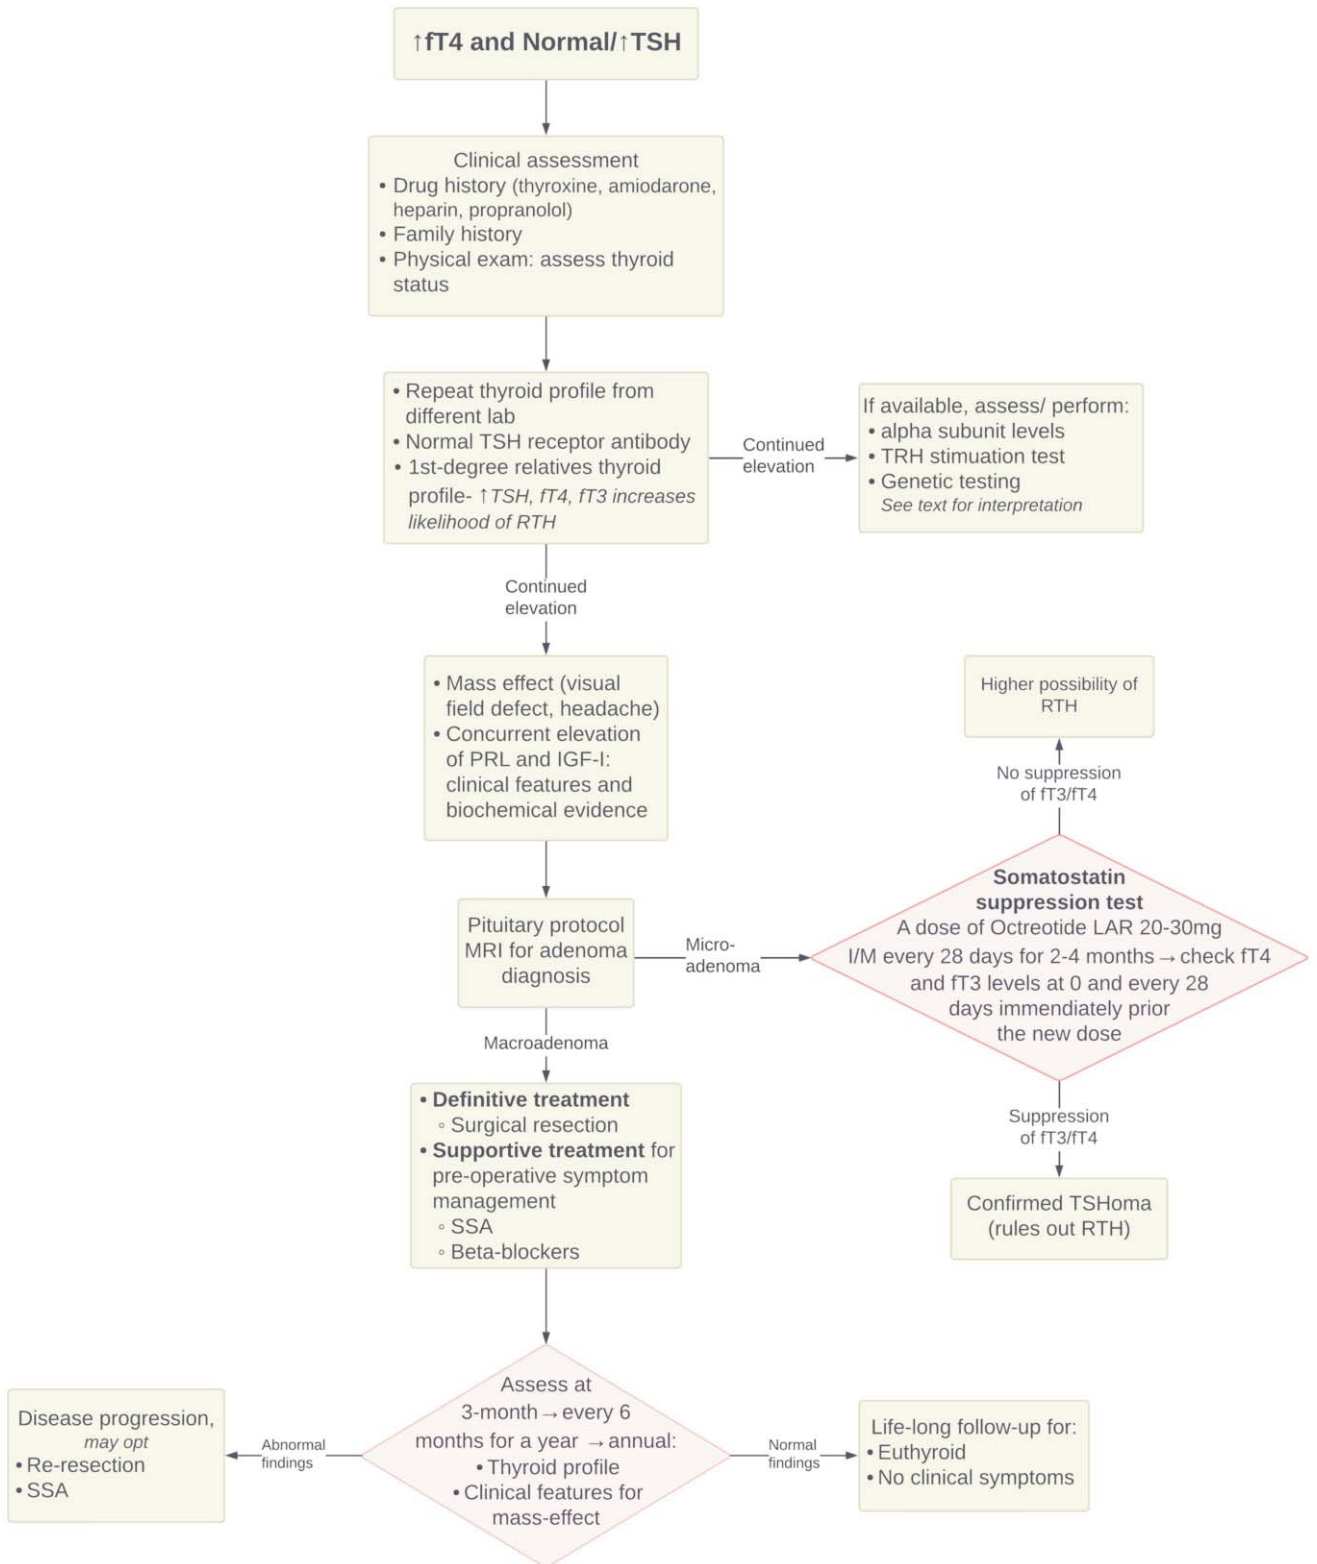 ↑fT4 and Normal/↑TSH
Clinical assessment
• Drug history (thyroxine, amiodarone,
heparin, propranolol)
• Family history
• Physical exam: assess thyroid
status
• Repeat thyroid profile from
different lab
• Normal TSH receptor antibody
• 1st-degree relatives thyroid
profile- ↑TSH, fT4, fT3 increases
likelihood of RTH
Continued
elevation
If available, assess/ perform:
• alpha subunit levels
• TRH stimuation test
• Genetic testing
See text for interpretation
Continued
elevation
• Mass effect (visual
field defect, headache)
• Concurrent elevation
of PRL and IGF-I:
clinical features and
biochemical evidence
Higher possibility of
RTH
No suppression
of fT3/fT4
Pituitary protocol
MRI for adenoma
diagnosis
Micro-
adenoma
Somatostatin
suppression test
A dose of Octreotide LAR 20-30mg
I/M every 28 days for 2-4 months→check fT4
and fT3 levels at 0 and every 28
days immendiately prior
the new dose
Macroadenoma
• Definitive treatment
◦ Surgical resection
• Supportive treatment for
pre-operative symptom
management
◦ SSA
◦ Beta-blockers
Suppression
of fT3/fT4
Confirmed TSHoma
(rules out RTH)
Assess at
3-month→every 6
months for a year →annual:
• Thyroid profile
• Clinical features for
mass-effect
Abnormal
findings
Disease progression,
may opt
• Re-resection
• SSA
Normal
findings
Life-long follow-up for:
• Euthyroid
• No clinical symptoms